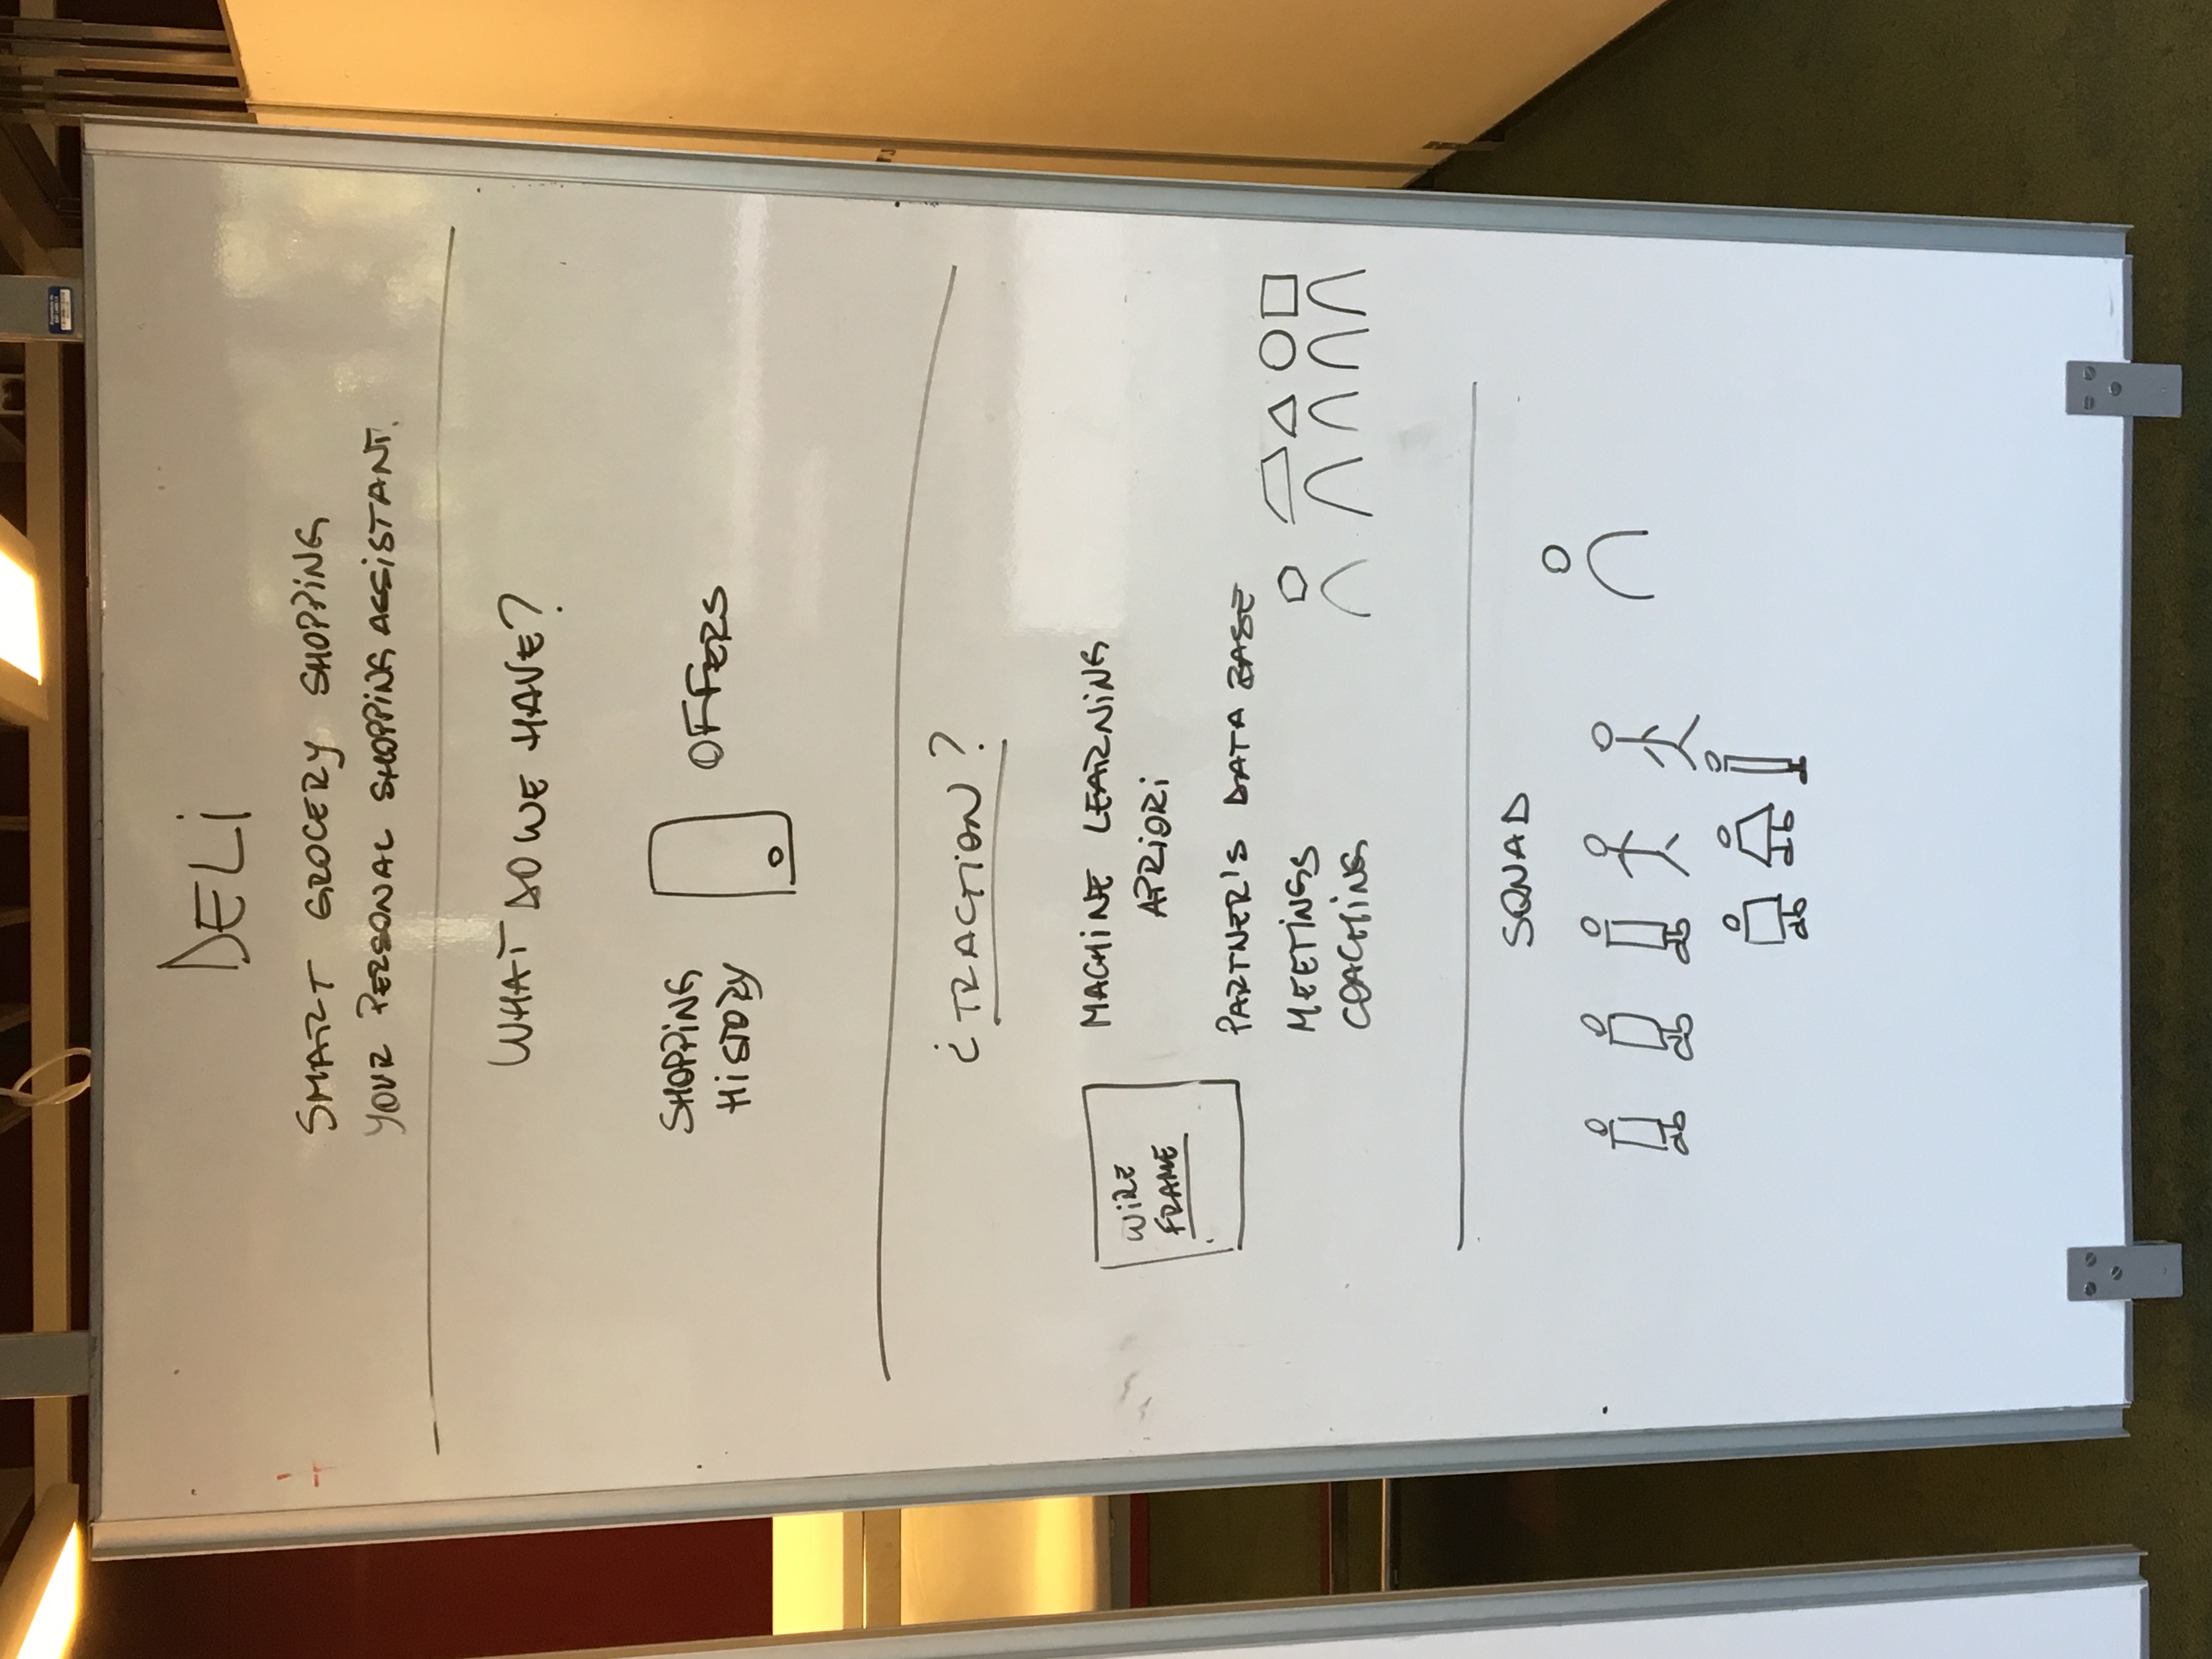 DELi
SMART GROCERY SHOPPiNG
YOUR PERSONAL SHOPPiNG ASSiSTANT.
WHAT DO WE HAVE?
SHOPPiNG
HiSTORY
OFFERS
¿TRACTiON?
WiRE
FRAME
MACHiNE LEARNiNG
APRiORi
PARTNER'S DATA BASE
MEETiNGS
COACHiNG
SQUAD